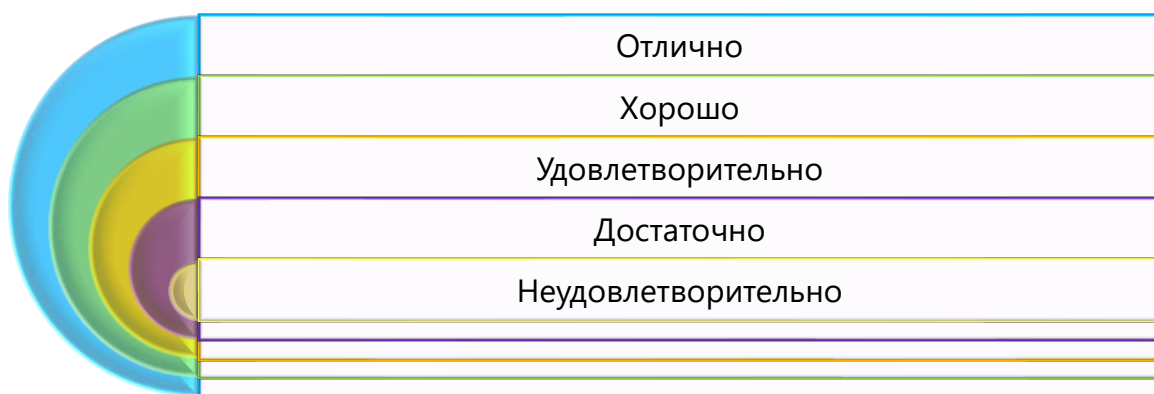 Отлично
Хорошо
Удовлетворительно
Достаточно
Неудовлетворительно